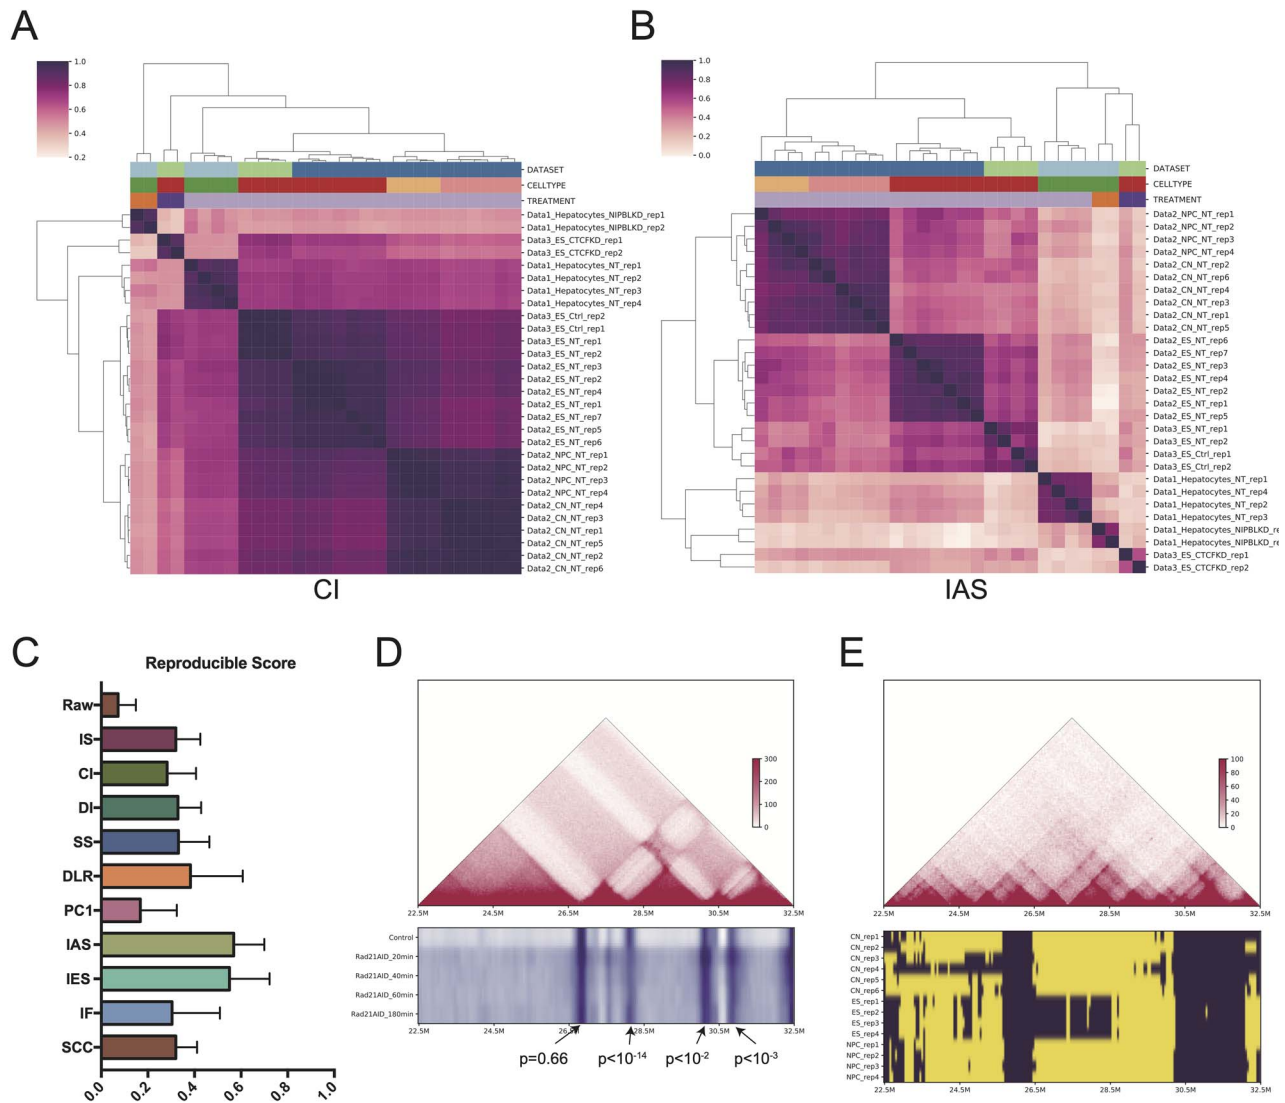 A
1.0
0.8
0.6
0.4
0.2
DATASET
CELLTYPE
TREATMENT
Data1_Hepatocytes_NIPBLKD_rep1
Data1_Hepatocytes_NIPBLKD_rep2
Data3_ES_CTCFKD_rep1
Data3_ES_CTCFKD_rep2
Data1_Hepatocytes_NT_rep1
Data1_Hepatocytes_NT_rep2
Data1_Hepatocytes_NT_rep3
Data1_Hepatocytes_NT_rep4
Data3_ES_Ctrl_rep2
Data3_ES_Ctrl_rep1
Data3_ES_NT_rep1
Data3_ES_NT_rep2
Data2_ES_NT_rep3
Data2_ES_NT_rep2
Data2_ES_NT_rep4
Data2_ES_NT_rep1
Data2_ES_NT_rep7
Data2_ES_NT_rep5
Data2_ES_NT_rep6
Data2_NPC_NT_rep1
Data2_NPC_NT_rep2
Data2_NPC_NT_rep3
Data2_NPC_NT_rep4
Data2_CN_NT_rep4
Data2_CN_NT_rep3
Data2_CN_NT_rep1
Data2_CN_NT_rep5
Data2_CN_NT_rep2
Data2_CN_NT_rep6
CI
B
1.0
0.8
0.6
0.4
0.2
0.0
DATASET
CELLTYPE
TREATMENT
Data2_NPC_NT_rep1
Data2_NPC_NT_rep2
Data2_NPC_NT_rep3
Data2_NPC_NT_rep4
Data2_CN_NT_rep2
Data2_CN_NT_rep6
Data2_CN_NT_rep4
Data2_CN_NT_rep3
Data2_CN_NT_rep1
Data2_CN_NT_rep5
Data2_ES_NT_rep6
Data2_ES_NT_rep7
Data2_ES_NT_rep3
Data2_ES_NT_rep4
Data2_ES_NT_rep2
Data2_ES_NT_rep1
Data2_ES_NT_rep5
Data3_ES_NT_rep1
Data3_ES_NT_rep2
Data3_ES_Ctrl_rep1
Data3_ES_Ctrl_rep2
Data1_Hepatocytes_NT_rep1
Data1_Hepatocytes_NT_rep4
Data1_Hepatocytes_NT_rep2
Data1_Hepatocytes_NT_rep3
Data1_Hepatocytes_NIPBLKD_re
Data1_Hepatocytes_NIPBLKD_re
Data3_ES_CTCFKD_rep1
Data3_ES_CTCFKD_rep2
IAS
C
Reproducible Score
Raw
IS
CI
DI
SS
DLR
PC1
IAS
IES
IF
SCC
0.0 0.2 0.4 0.6 0.8 1.0
D
300
200
100
0
22.5M 24.5M 26.5M 28.5M 30.5M 32.5M
Control
Rad21AID_20min
Rad21AID_40min
Rad21AID_60min
Rad21AID_180min
22.5M 24.5M 26.5M 28.5M 30.5M 32.5M
p=0.66 p<10-14 p<10-2 p<10-3
E
100
80
60
40
20
0
22.5M 24.5M 26.5M 28.5M 30.5M 32.5M
CN_rep1
CN_rep2
CN_rep3
CN_rep4
CN_rep5
CN_rep6
ES_rep1
ES_rep2
ES_rep3
ES_rep4
NPC_rep1
NPC_rep2
NPC_rep3
NPC_rep4
22.5M 24.5M 26.5M 28.5M 30.5M 32.5M